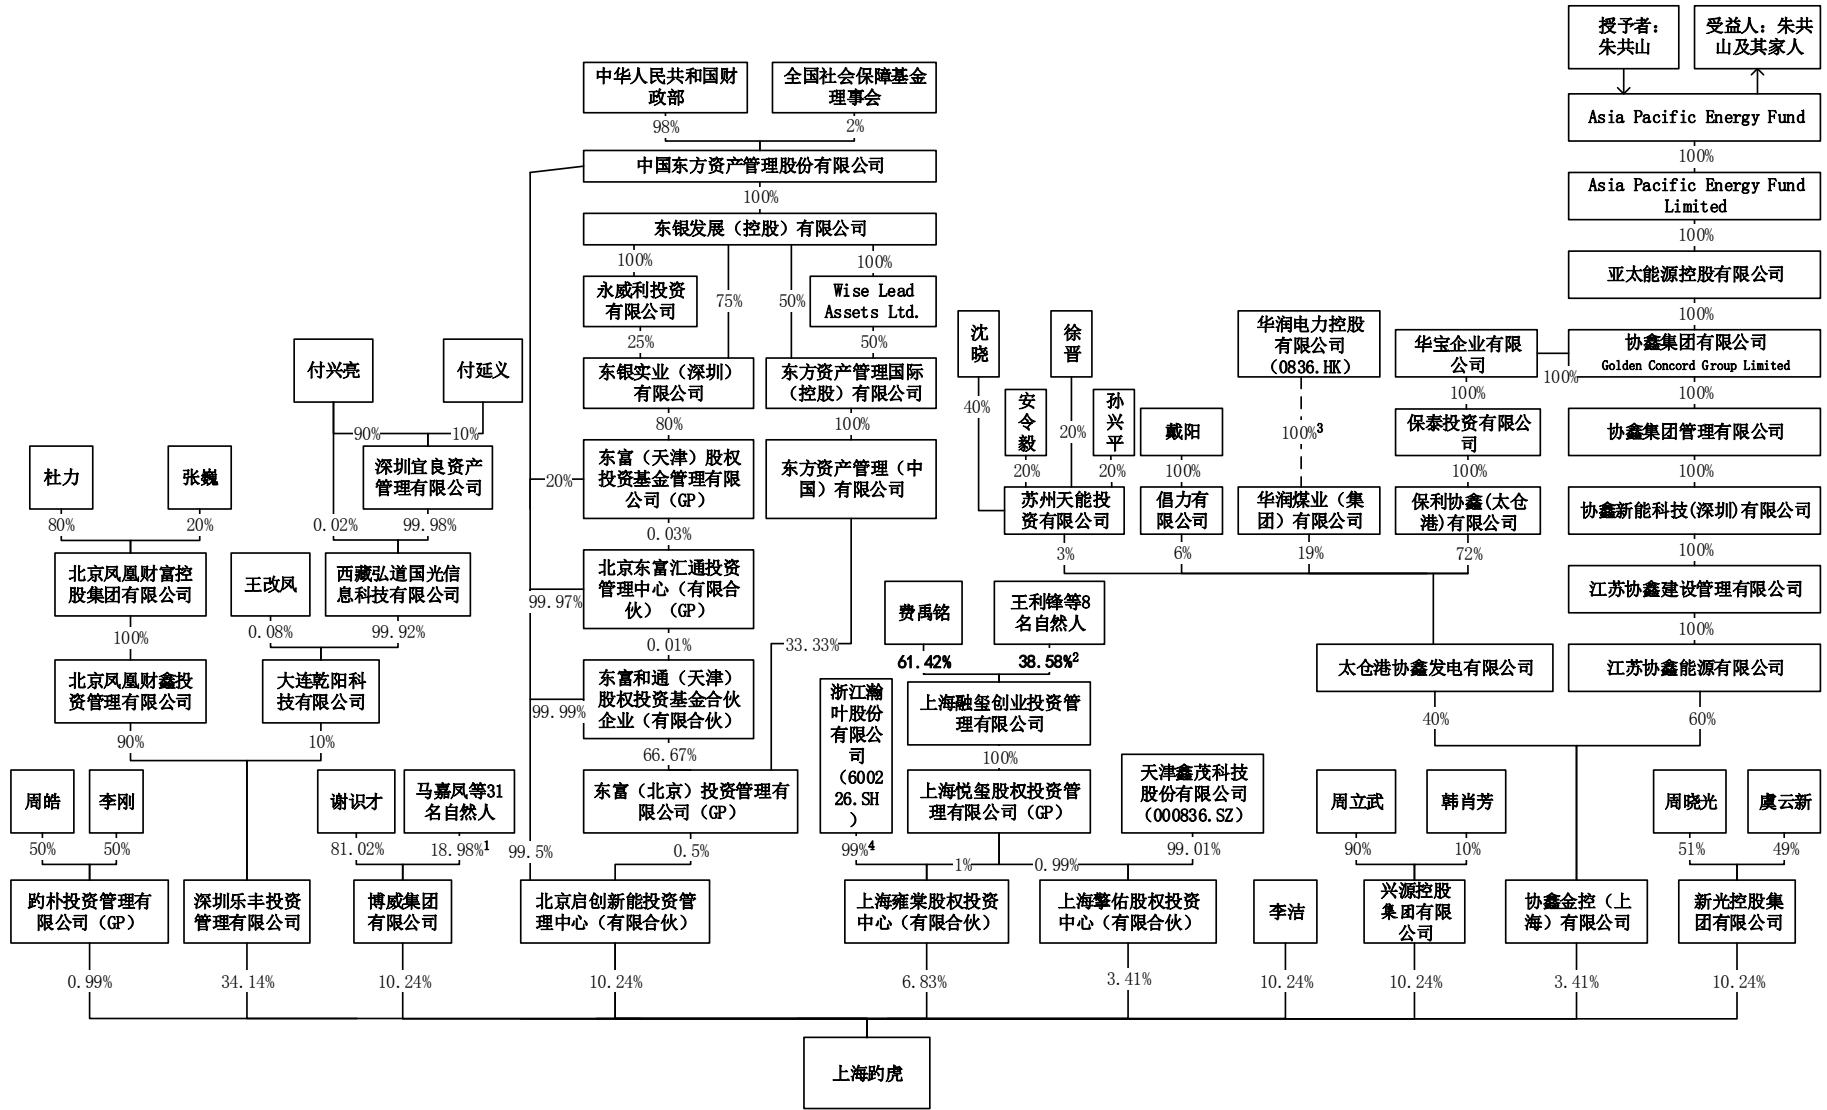 授予者：
朱共山
受益人：朱共
山及其家人
中华人民共和国财
政部
全国社会保障基金
理事会
Asia Pacific Energy Fund
98%
2%
100%
中国东方资产管理股份有限公司
100%
Asia Pacific Energy Fund
Limited
东银发展（控股）有限公司
100%
100%
100%
亚太能源控股有限公司
永威利投资
有限公司
75%
50%
Wise Lead
Assets Ltd.
100%
25%
50%
沈
晓
徐
晋
华润电力控股
有限公司
（0836.HK）
华宝企业有限
公司
100%
协鑫集团有限公司
Golden Concord Group Limited
付兴亮
付延义
东银实业（深圳）
有限公司
东方资产管理国际
（控股）有限公司
40%
100%
100%
安
令
毅
孙
兴
平
90%
10%
80%
100%
20%
戴阳
100%3
保泰投资有限公
司
协鑫集团管理有限公司
杜力
张巍
深圳宜良资产
管理有限公司
20%
东富（天津）股权
投资基金管理有限
公司（GP）
东方资产管理（中
国）有限公司
20%
20%
100%
100%
100%
苏州天能投
资有限公司
倡力有
限公司
华润煤业（集
团）有限公司
保利协鑫(太仓
港)有限公司
协鑫新能科技(深圳)有限公司
80%
20%
0.02%
99.98%
0.03%
3%
6%
19%
72%
100%
北京凤凰财富控
股集团有限公司
王改凤
西藏弘道国光信
息科技有限公司
99.97%
北京东富汇通投资
管理中心（有限合
伙）（GP）
费禹铭
王利锋等8
名自然人
江苏协鑫建设管理有限公司
100%
0.08%
99.92%
0.01%
33.33%
61.42%
38.58%2
100%
北京凤凰财鑫投
资管理有限公司
大连乾阳科
技有限公司
99.99%
东富和通（天津）
股权投资基金合伙
企业（有限合伙）
浙江瀚
叶股份
有限公
司
（6002
26.SH
）
上海融玺创业投资管
理有限公司
太仓港协鑫发电有限公司
江苏协鑫能源有限公司
90%
10%
66.67%
100%
40%
60%
周皓
李刚
谢识才
马嘉凤等31
名自然人
东富（北京）投资管理有
限公司（GP）
上海悦玺股权投资管
理有限公司（GP）
天津鑫茂科技
股份有限公司
（000836.SZ）
周立武
韩肖芳
周晓光
虞云新
50%
50%
81.02%
18.98%1
99.5%
0.5%
99%4
1%
0.99%
99.01%
90%
10%
51%
49%
趵朴投资管理有
限公司（GP）
深圳乐丰投资
管理有限公司
博威集团
有限公司
北京启创新能投资管
理中心（有限合伙）
上海雍棠股权投资
中心（有限合伙）
上海擎佑股权投资
中心（有限合伙）
李洁
兴源控股
集团有限
公司
协鑫金控（上
海）有限公司
新光控股集
团有限公司
0.99%
34.14%
10.24%
10.24%
6.83%
3.41%
10.24%
10.24%
3.41%
10.24%
上海趵虎